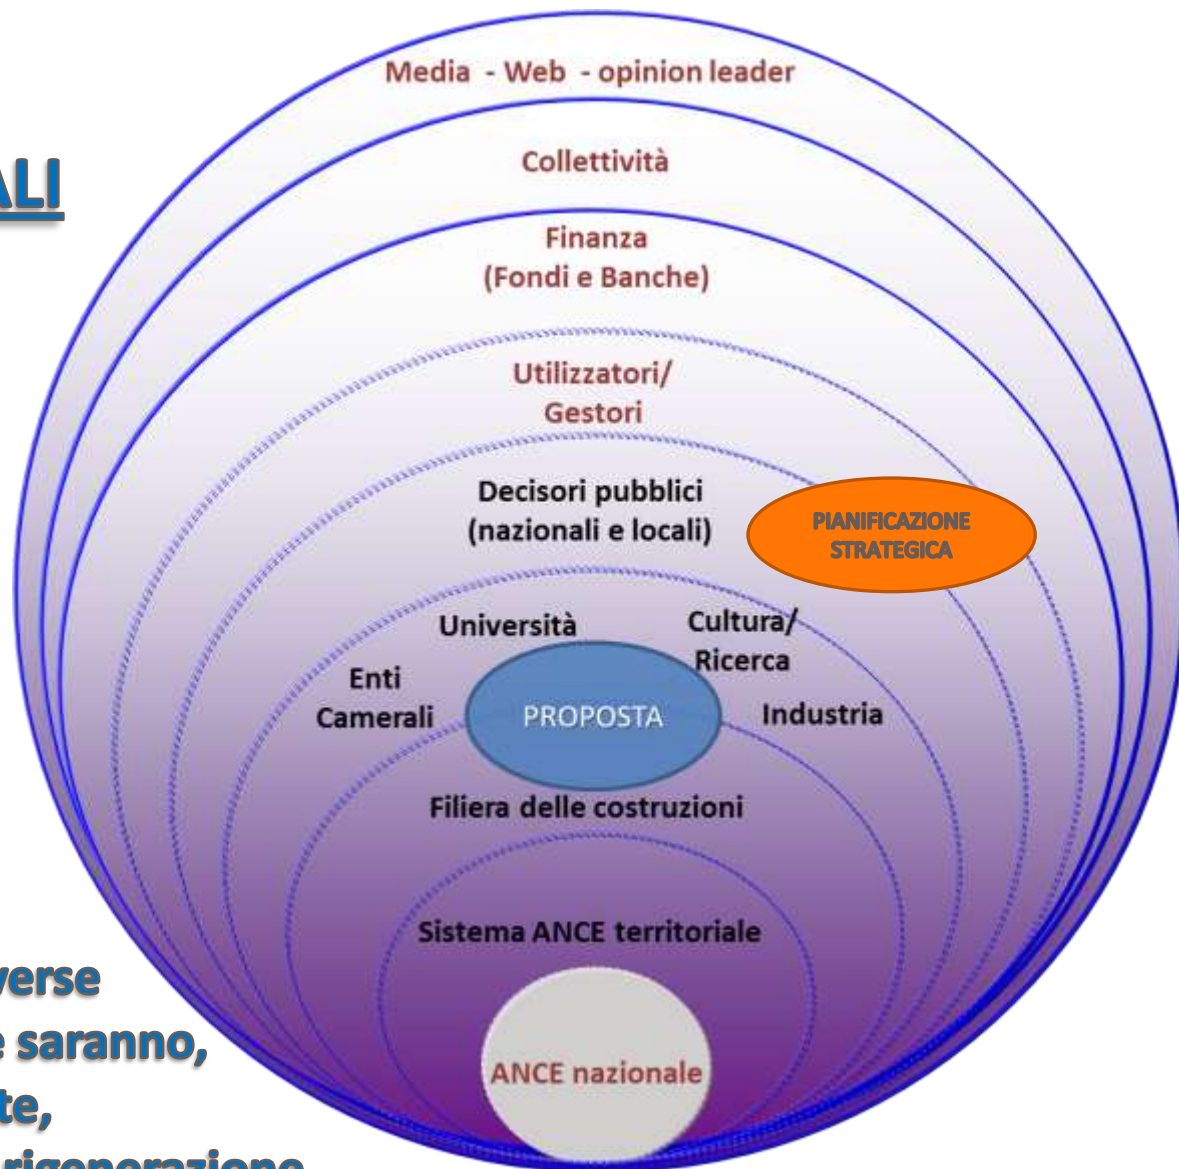 Media - Web - opinion leader
ALI
Collettività
Finanza
(Fondi e Banche)
Utilizzatori/
Gestori
Decisori pubblici
(nazionali e locali)
PIANIFICAZIONE
STRATEGICA
Università
Cultura/
Ricerca
Enti
Camerali
PROPOSTA
Industria
Filiera delle costruzioni
Sistema ANCE territoriale
verse
e saranno,
te,
rigenerazione
ANCE nazionale